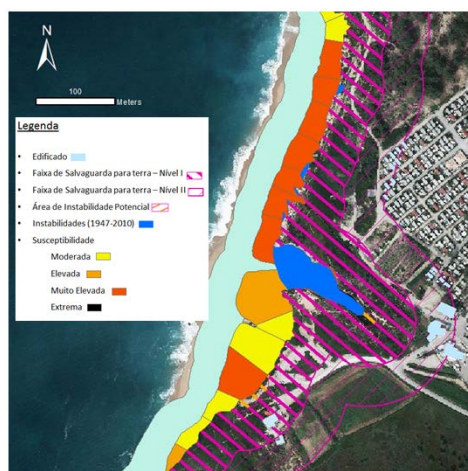 N
100
Meters
Legenda
• Edificado
• Faixa de Salvaguarda para terra – Nível I
• Faixa de Salvaguarda para terra – Nível II
• Área de Instabilidade Potencial
• Instabilidades (1947-2010)
• Susceptibilidade
Moderada
Elevada
Muito Elevada
Extrema